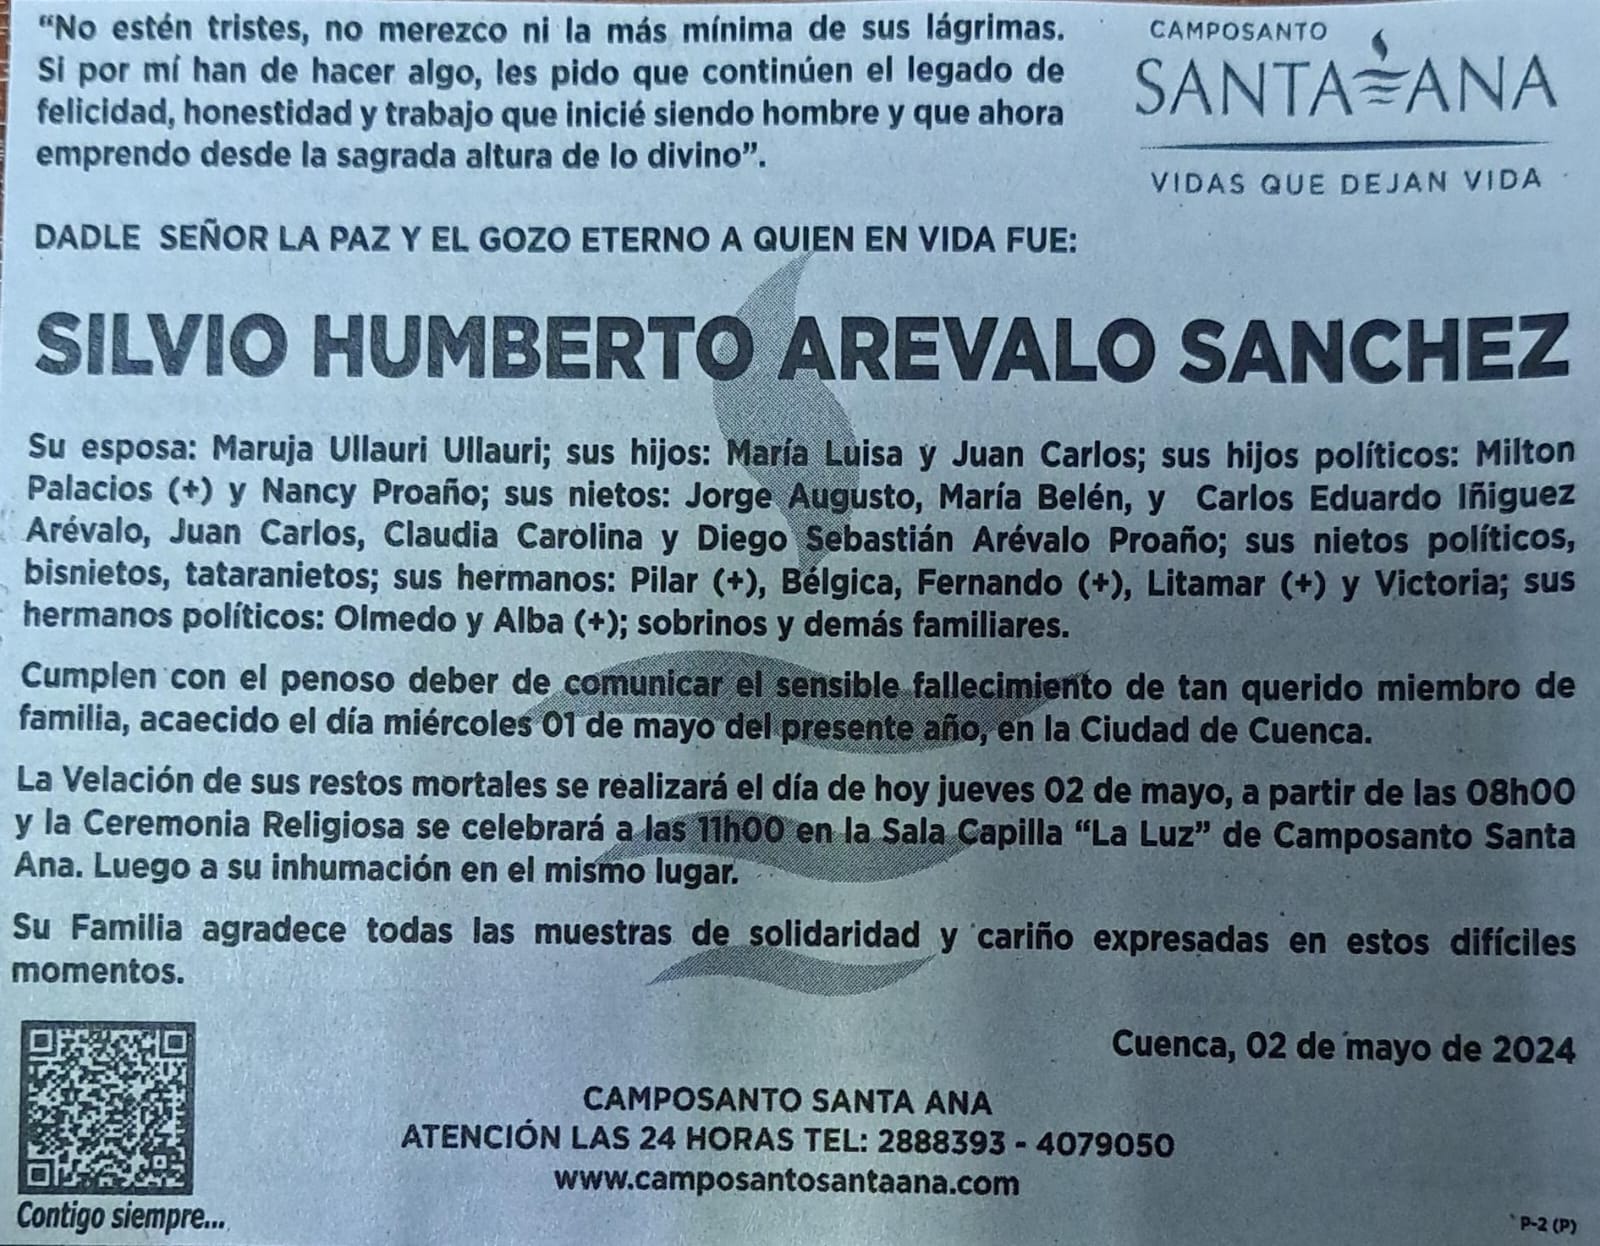 “No estén tristes, no merezco ni la más mínima de sus lágrimas.
Si por mí han de hacer algo, les pido que continúen el legado de
felicidad, honestidad y trabajo que inicié siendo hombre y que ahora
emprendo desde la sagrada altura de lo divino”.
CAMPOSANTO
SANTA ANA
VIDAS QUE DEJAN VIDA
DADLE SEÑOR LA PAZ Y EL GOZO ETERNO A QUIEN EN VIDA FUE:
SILVIO HUMBERTO AREVALO SANCHEZ
Su esposa: Maruja Ullauri Ullauri; sus hijos: María Luisa y Juan Carlos; sus hijos políticos: Milton
Palacios (+) y Nancy Proaño; sus nietos: Jorge Augusto, María Belén, y Carlos Eduardo Iñiguez
Arévalo, Juan Carlos, Claudia Carolina y Diego Sebastián Arévalo Proaño; sus nietos políticos,
bisnietos, tataranietos; sus hermanos: Pilar (+), Bélgica, Fernando (+), Litamar (+) y Victoria; sus
hermanos políticos: Olmedo y Alba (+); sobrinos y demás familiares.
Cumplen con el penoso deber de comunicar el sensible fallecimiento de tan querido miembro de
familia, acaecido el día miércoles 01 de mayo del presente año, en la Ciudad de Cuenca.
La Velación de sus restos mortales se realizará el día de hoy jueves 02 de mayo, a partir de las 08h00
y la Ceremonia Religiosa se celebrará a las 11h00 en la Sala Capilla “La Luz” de Camposanto Santa
Ana. Luego a su inhumación en el mismo lugar.
Su Familia agradece todas las muestras de solidaridad y cariño expresadas en estos difíciles
momentos.
Cuenca, 02 de mayo de 2024
CAMPOSANTO SANTA ANA
ATENCIÓN LAS 24 HORAS TEL: 2888393 - 4079050
www.camposantosantaana.com
Contigo siempre...
P-2 (P)